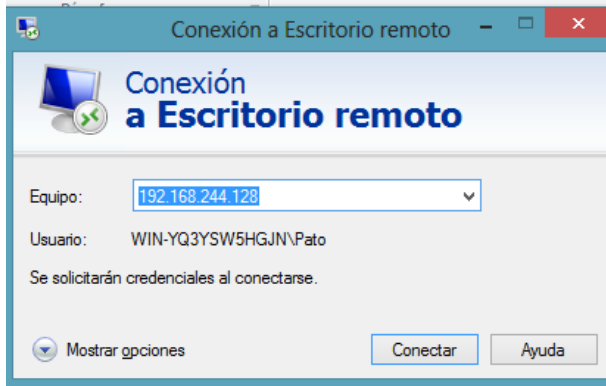 Conexión a Escritorio remoto
Conexión
a Escritorio remoto
Equipo: 192.168.244.128
Usuario: WIN-YQ3YSW5HGJN\Pato
Se solicitarán credenciales al conectarse.
Mostrar opciones Conectar Ayuda